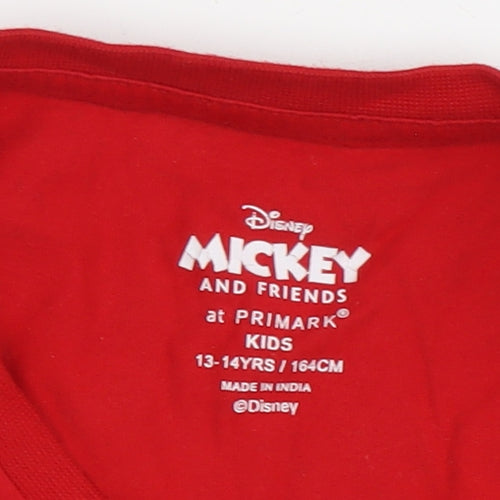 Disney
MICKEY
AND FRIENDS
at PRIMARK®
KIDS
13-14YRS / 164CM
MADE IN INDIA
©Disney